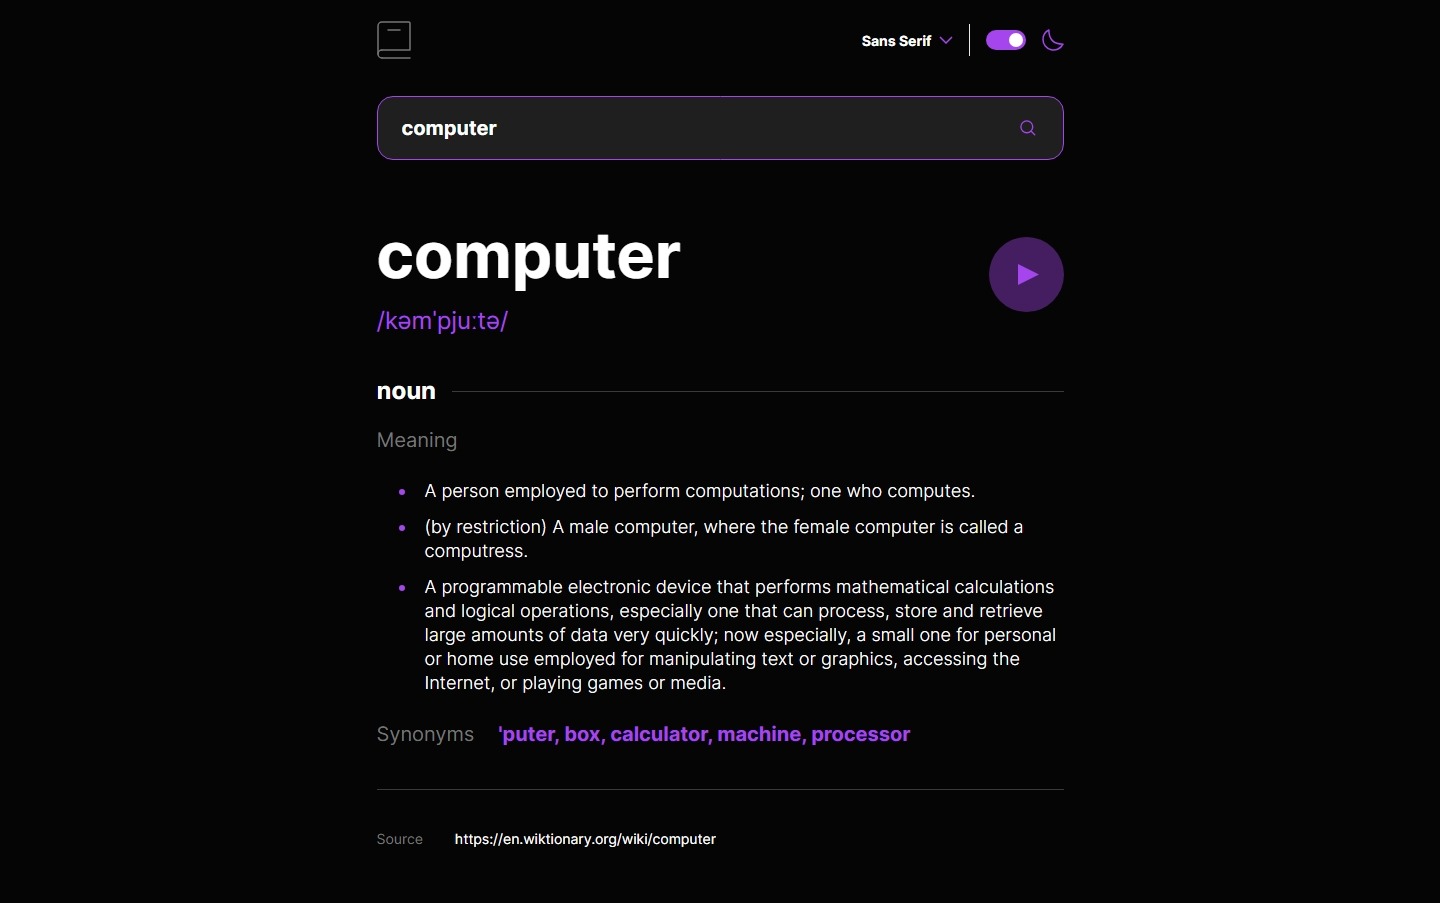 Sans Serif
computer
computer
/kəmˈpjuːtə/
noun
Meaning
A person employed to perform computations; one who computes.
(by restriction) A male computer, where the female computer is called a
computress.
A programmable electronic device that performs mathematical calculations
and logical operations, especially one that can process, store and retrieve
large amounts of data very quickly; now especially, a small one for personal
or home use employed for manipulating text or graphics, accessing the
Internet, or playing games or media.
Synonyms 'puter, box, calculator, machine, processor
Source https://en.wiktionary.org/wiki/computer